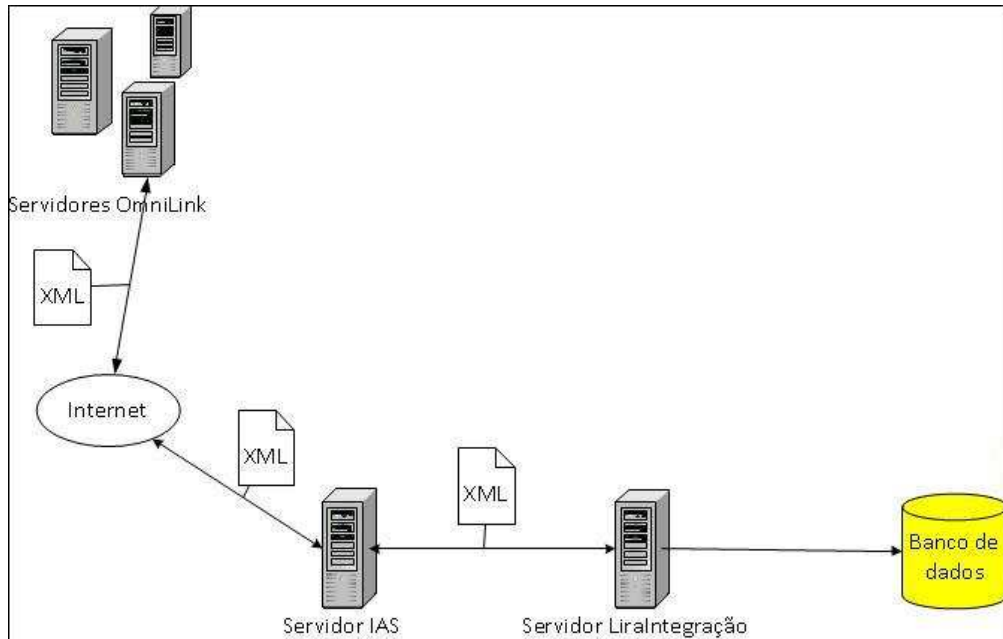 Servidores OmniLink
XML
Internet
XML
XML
Banco de
dados
Servidor IAS
Servidor LiraIntegração